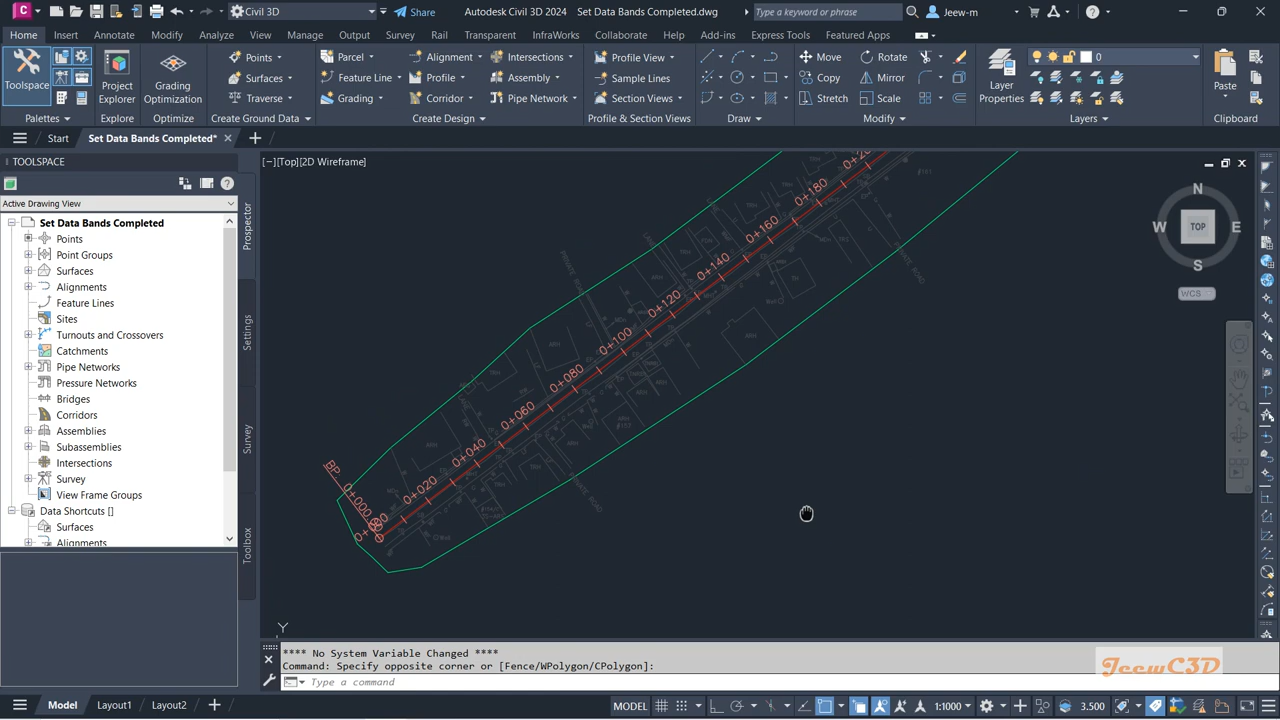 Civil 3D
Share
Autodesk Civil 3D 2024
Set Data Bands Completed.dwg
Type a keyword or phrase
Jeew-m
Home Insert Annotate Modify Analyze View Manage Output Survey Rail Transparent InfraWorks Collaborate Help Add-ins Express Tools Featured Apps
Toolspace
Project Explorer
Grading Optimization
Points
Surfaces
Traverse
Parcel
Feature Line
Grading
Alignment
Profile
Corridor
Intersections
Assembly
Pipe Network
Profile View
Sample Lines
Section Views
Move
Copy
Stretch
Rotate
Mirror
Scale
Layer Properties
0
Paste
Palettes Explore Optimize Create Ground Data Create Design Profile & Section Views Draw Modify Layers Clipboard
Start
Set Data Bands Completed*
TOOLSPACE
Active Drawing View
Set Data Bands Completed
Points
Point Groups
Surfaces
Alignments
Feature Lines
Sites
Turnouts and Crossovers
Catchments
Pipe Networks
Pressure Networks
Bridges
Corridors
Assemblies
Subassemblies
Intersections
Survey
View Frame Groups
Data Shortcuts []
Surfaces
Alignments
Prospector
Settings
Survey
Toolbox
[−][Top][2D Wireframe]
N
W TOP E
S
WCS
0+180
0+160
0+140
0+120
0+100
0+080
0+060
0+040
0+020
BP 0+000.00
PRIVATE ROAD
PRIVATE ROAD
PRIVATE ROAD
Y
**** No System Variable Changed ****
Command: Specify opposite corner or [Fence/WPolygon/CPolygon]:
Type a command
JeewC3D
Model Layout1 Layout2
MODEL
1:1000
3.500